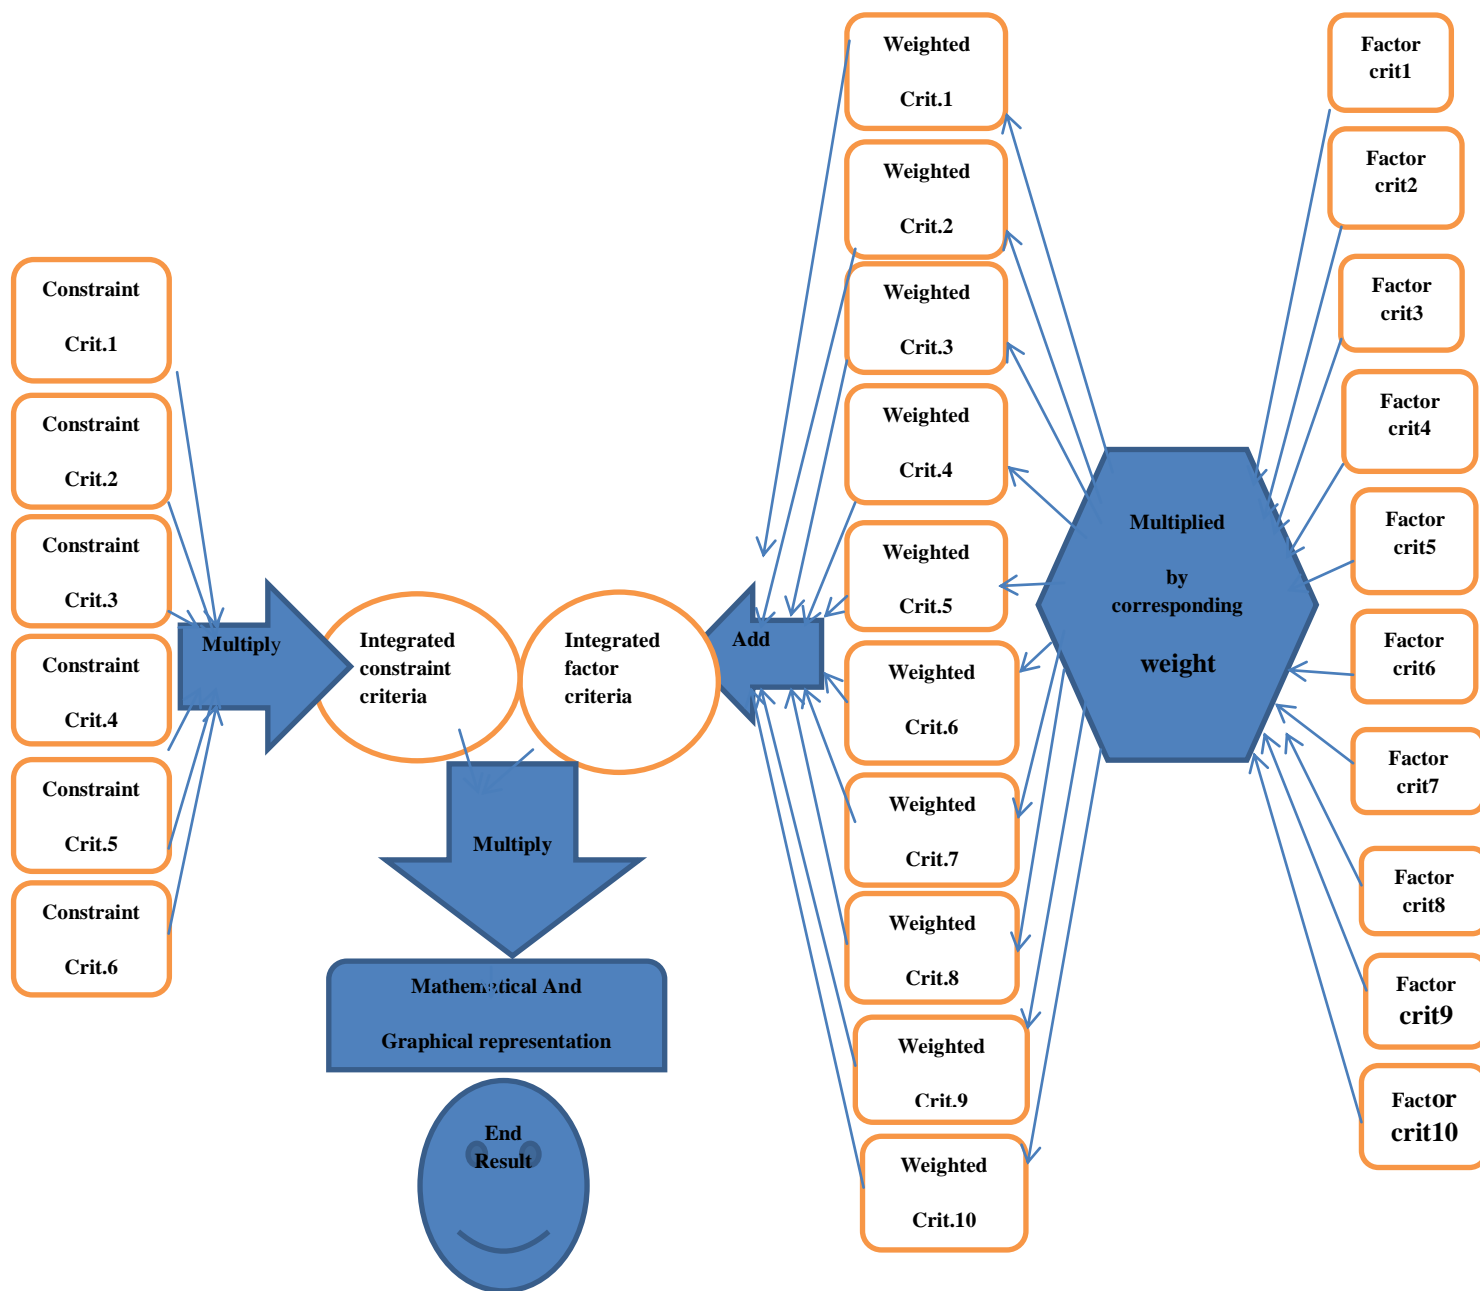 Constraint
Crit.1
Constraint
Crit.2
Constraint
Crit.3
Constraint
Crit.4
Constraint
Crit.5
Constraint
Crit.6
Multiply
Integrated
constraint
criteria
Integrated
factor
criteria
Add
Multiply
Mathematical And
Graphical representation
End
Result
Weighted
Crit.1
Weighted
Crit.2
Weighted
Crit.3
Weighted
Crit.4
Weighted
Crit.5
Weighted
Crit.6
Weighted
Crit.7
Weighted
Crit.8
Weighted
Crit.9
Weighted
Crit.10
Multiplied
by
corresponding
weight
Factor
crit1
Factor
crit2
Factor
crit3
Factor
crit4
Factor
crit5
Factor
crit6
Factor
crit7
Factor
crit8
Factor
crit9
Factor
crit10